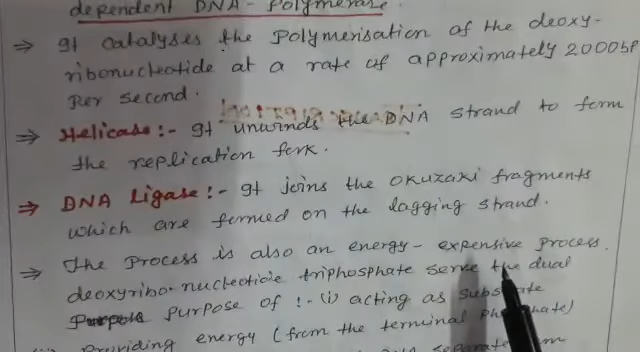 dependent DNA - Polymerase.
⇒ It catalyses the polymerisation of the deoxy-
ribonucleotide at a rate of approximately 2000bp
Per second.
⇒ Helicase :- It unwinds the DNA strand to form
the replication fork.
⇒ DNA Ligase :- It joins the okuzaki fragments
which are formed on the lagging strand.
⇒ The process is also an energy - expensive process.
deoxyribo-nucleotide triphosphate serve the dual
purpose of :- (i) acting as substrate
Providing energy (from the terminal phosphate)